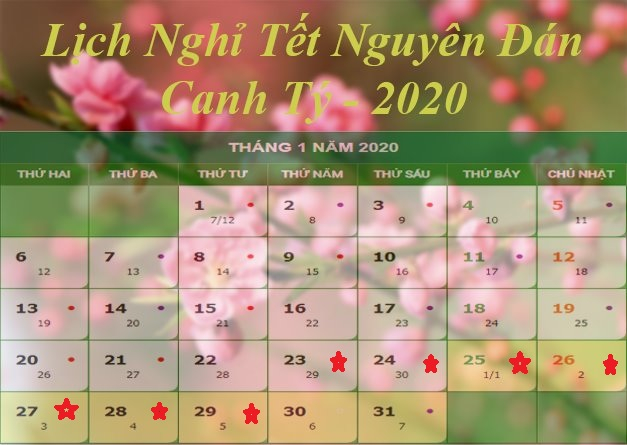 Lịch Nghỉ Tết Nguyên Đán
Canh Tý - 2020
THÁNG 1 NĂM 2020
THỨ HAI THỨ BA THỨ TƯ THỨ NĂM THỨ SÁU THỨ BẢY CHỦ NHẬT
1 2 3 4 5
7/12 8 9 10 11
6 7 8 9 10 11 12
12 13 14 15 16 17 18
13 14 15 16 17 18 19
19 20 21 22 23 24 25
20 21 22 23 24 25 26
26 27 28 29 30 1/1 2
27 28 29 30 31
3 4 5 6 7